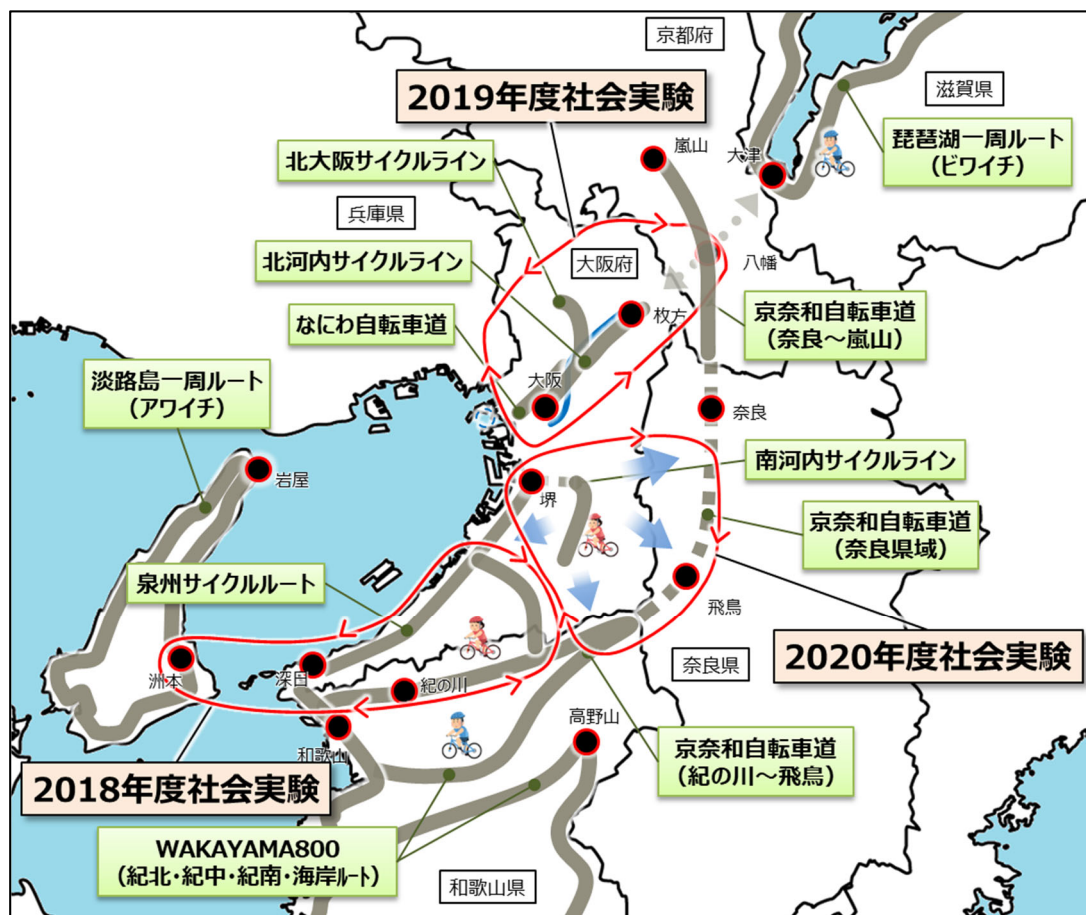 京都府
2019年度社会実験
滋賀県
嵐山
北大阪サイクルライン
大津
琵琶湖一周ルート
(ビワイチ)
兵庫県
大阪府
八幡
北河内サイクルライン
枚方
京奈和自転車道
(奈良～嵐山)
なにわ自転車道
大阪
奈良
淡路島一周ルート
(アワイチ)
岩屋
堺
南河内サイクルライン
京奈和自転車道
(奈良県域)
泉州サイクルルート
飛鳥
洲本
深日
紀の川
奈良県
2020年度社会実験
高野山
和歌山
京奈和自転車道
(紀の川～飛鳥)
2018年度社会実験
WAKAYAMA800
(紀北・紀中・紀南・海岸ルート)
和歌山県